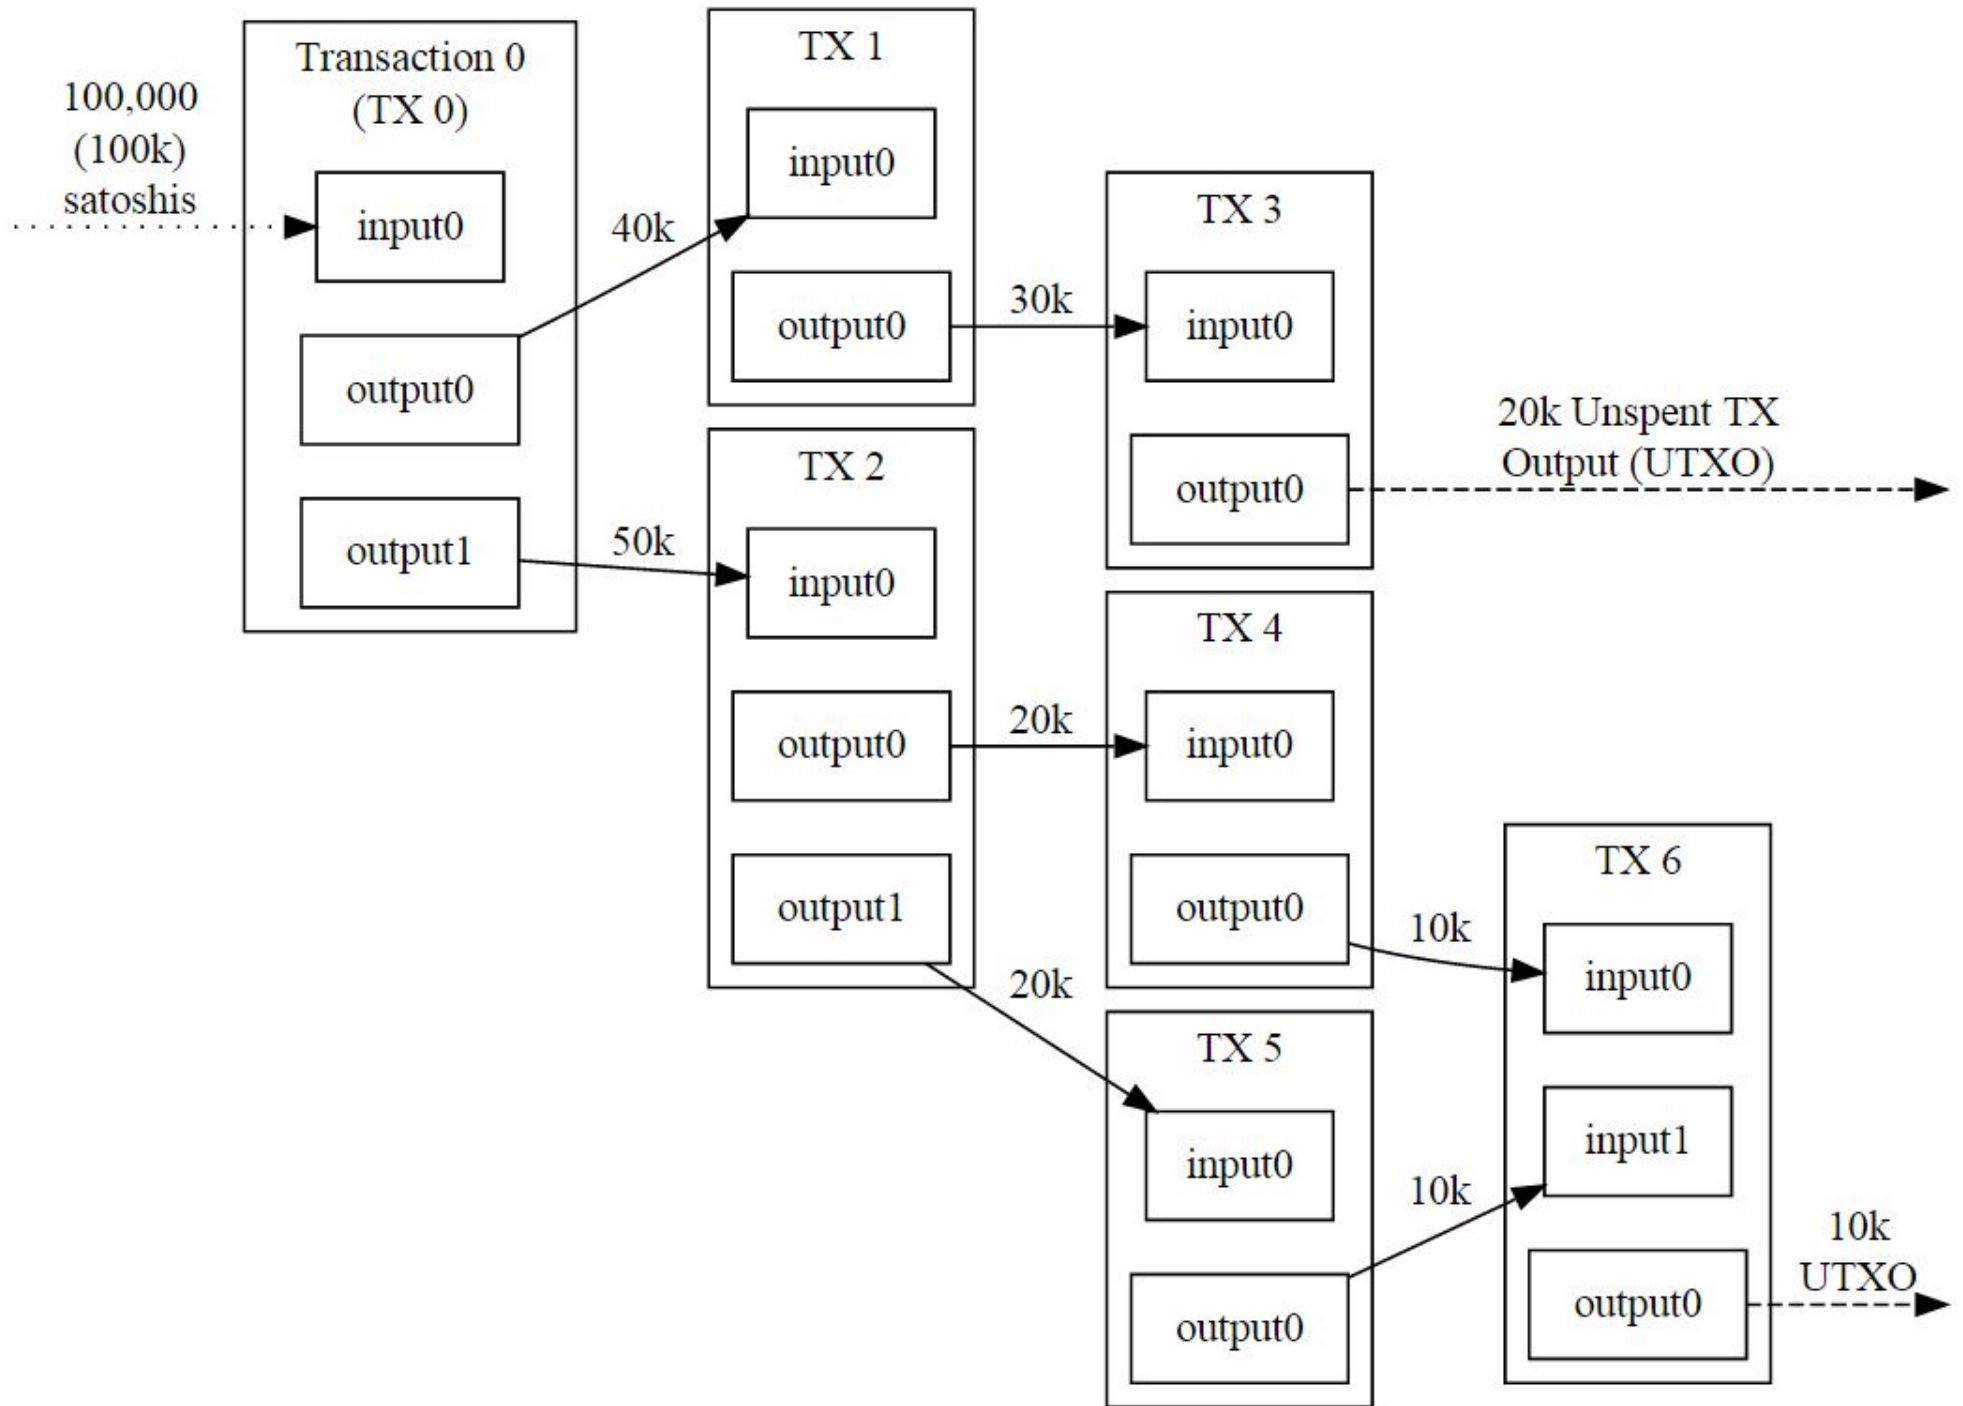 100,000
(100k)
satoshis
Transaction 0
(TX 0)
input0
output0
output1
40k
50k
TX 1
input0
output0
30k
TX 2
input0
output0
output1
20k
20k
TX 3
input0
output0
20k Unspent TX
Output (UTXO)
TX 4
input0
output0
10k
TX 5
input0
output0
10k
TX 6
input0
input1
output0
10k
UTXO